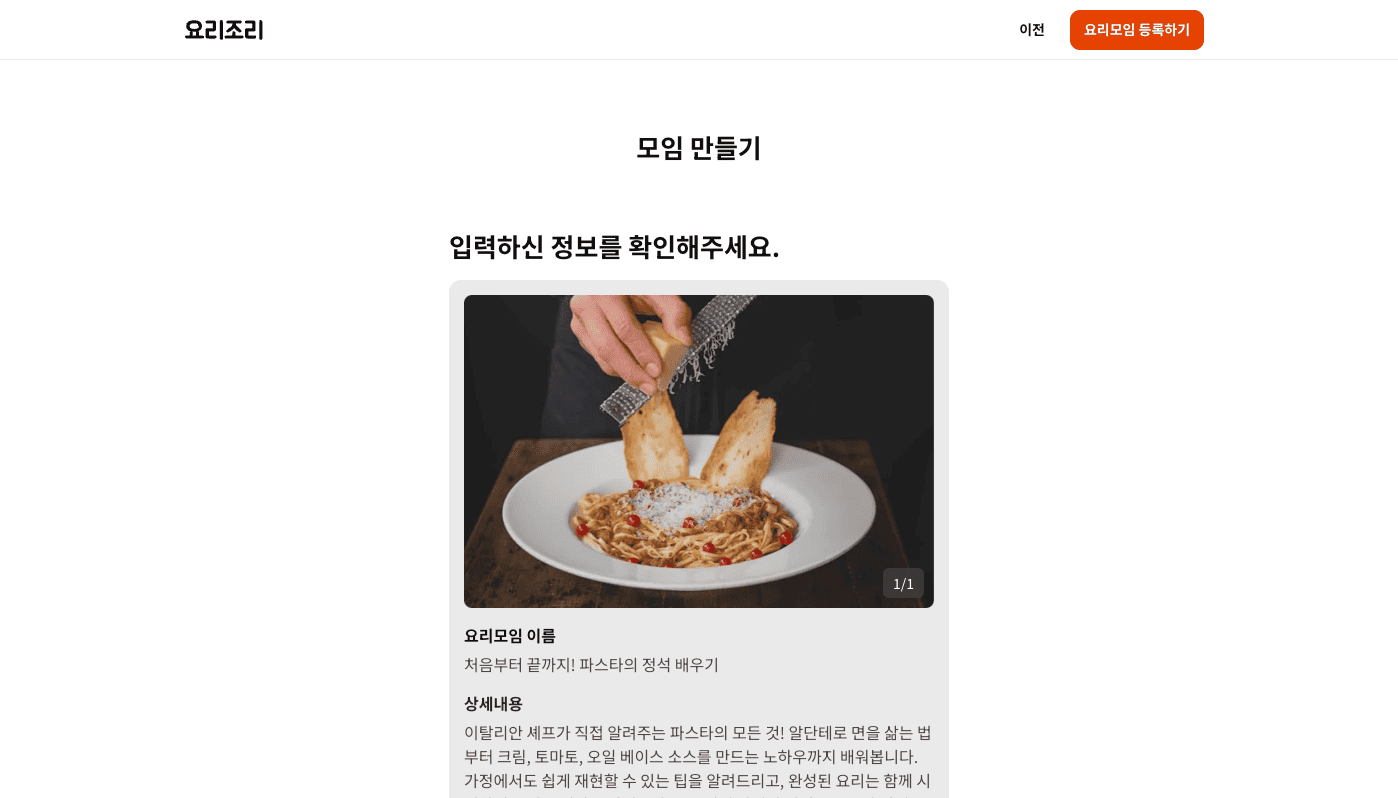 요리조리
이전
요리모임 등록하기
모임 만들기
입력하신 정보를 확인해주세요.
1/1
요리모임 이름
처음부터 끝까지! 파스타의 정석 배우기
상세내용
이탈리안 셰프가 직접 알려주는 파스타의 모든 것! 알단테로 면을 삶는 법
부터 크림, 토마토, 오일 베이스 소스를 만드는 노하우까지 배워봅니다.
가정에서도 쉽게 재현할 수 있는 팁을 알려드리고, 완성된 요리는 함께 시